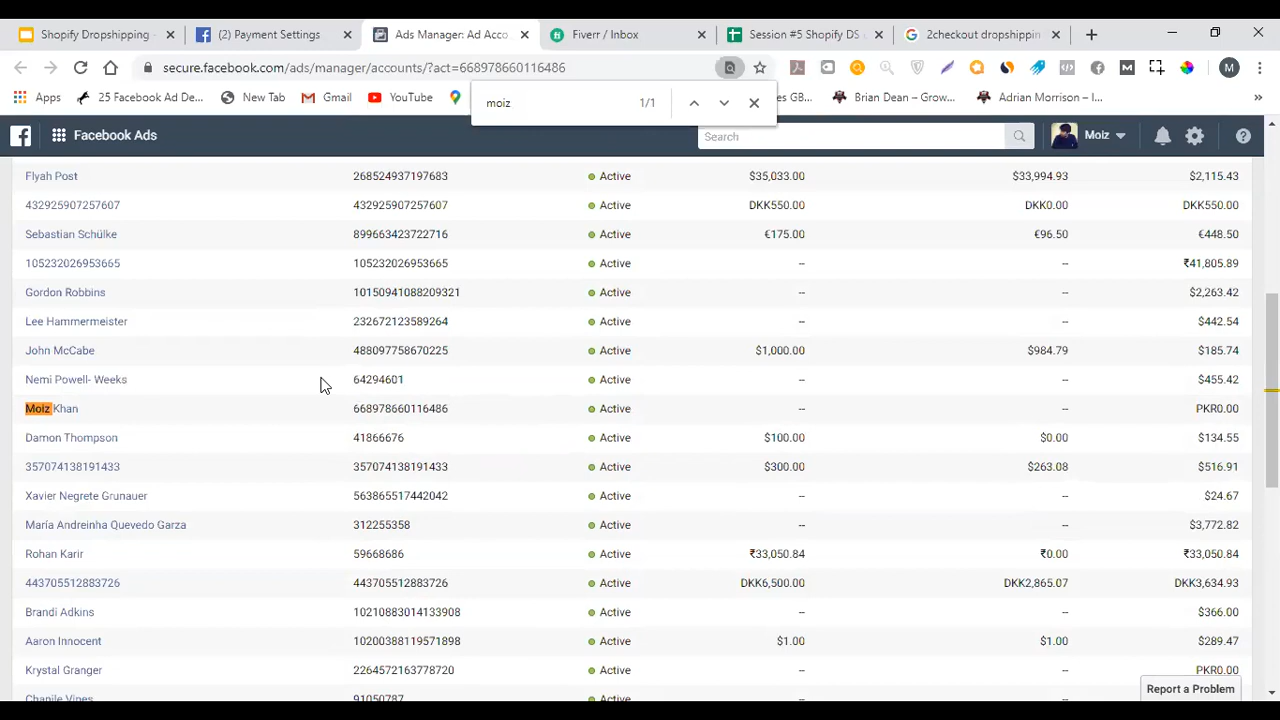 Shopify Dropshipping
(2) Payment Settings
Ads Manager: Ad Acco
Fiverr / Inbox
Session #5 Shopify DS
2checkout dropshippin
secure.facebook.com/ads/manager/accounts/?act=668978660116486
M
Apps
25 Facebook Ad De...
New Tab
Gmail
YouTube
es GB...
Brian Dean – Grow...
Adrian Morrison – I...
moiz 1/1
Facebook Ads
Search
Moiz
Flyah Post 268524937197683 Active $35,033.00 $33,994.93 $2,115.43
432925907257607 432925907257607 Active DKK550.00 DKK0.00 DKK550.00
Sebastian Schülke 899663423722716 Active €175.00 €96.50 €448.50
105232026953665 105232026953665 Active -- -- ₹41,805.89
Gordon Robbins 10150941088209321 Active -- -- $2,263.42
Lee Hammermeister 232672123589264 Active -- -- $442.54
John McCabe 488097758670225 Active $1,000.00 $984.79 $185.74
Nemi Powell- Weeks 64294601 Active -- -- $455.42
Moiz Khan 668978660116486 Active -- -- PKR0.00
Damon Thompson 41866676 Active $100.00 $0.00 $134.55
357074138191433 357074138191433 Active $300.00 $263.08 $516.91
Xavier Negrete Grunauer 563865517442042 Active -- -- $24.67
María Andreinha Quevedo Garza 312255358 Active -- -- $3,772.82
Rohan Karir 59668686 Active ₹33,050.84 ₹0.00 ₹33,050.84
443705512883726 443705512883726 Active DKK6,500.00 DKK2,865.07 DKK3,634.93
Brandi Adkins 10210883014133908 Active -- -- $366.00
Aaron Innocent 10200388119571898 Active $1.00 $1.00 $289.47
Krystal Granger 2264572163778720 Active -- -- PKR0.00
Chanile Vines 91050787 Active
Report a Problem